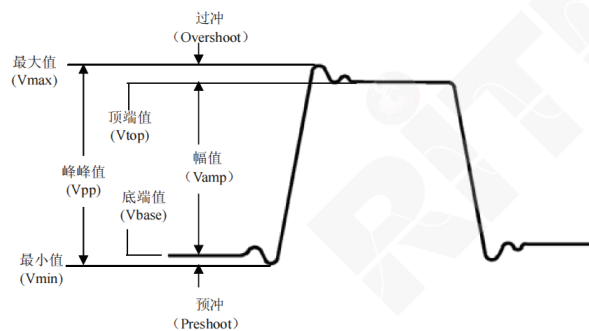 过冲
（Overshoot）
最大值
(Vmax)
顶端值
(Vtop)
峰峰值
(Vpp)
幅值
（Vamp）
底端值
(Vbase)
最小值
(Vmin)
预冲
（Preshoot）